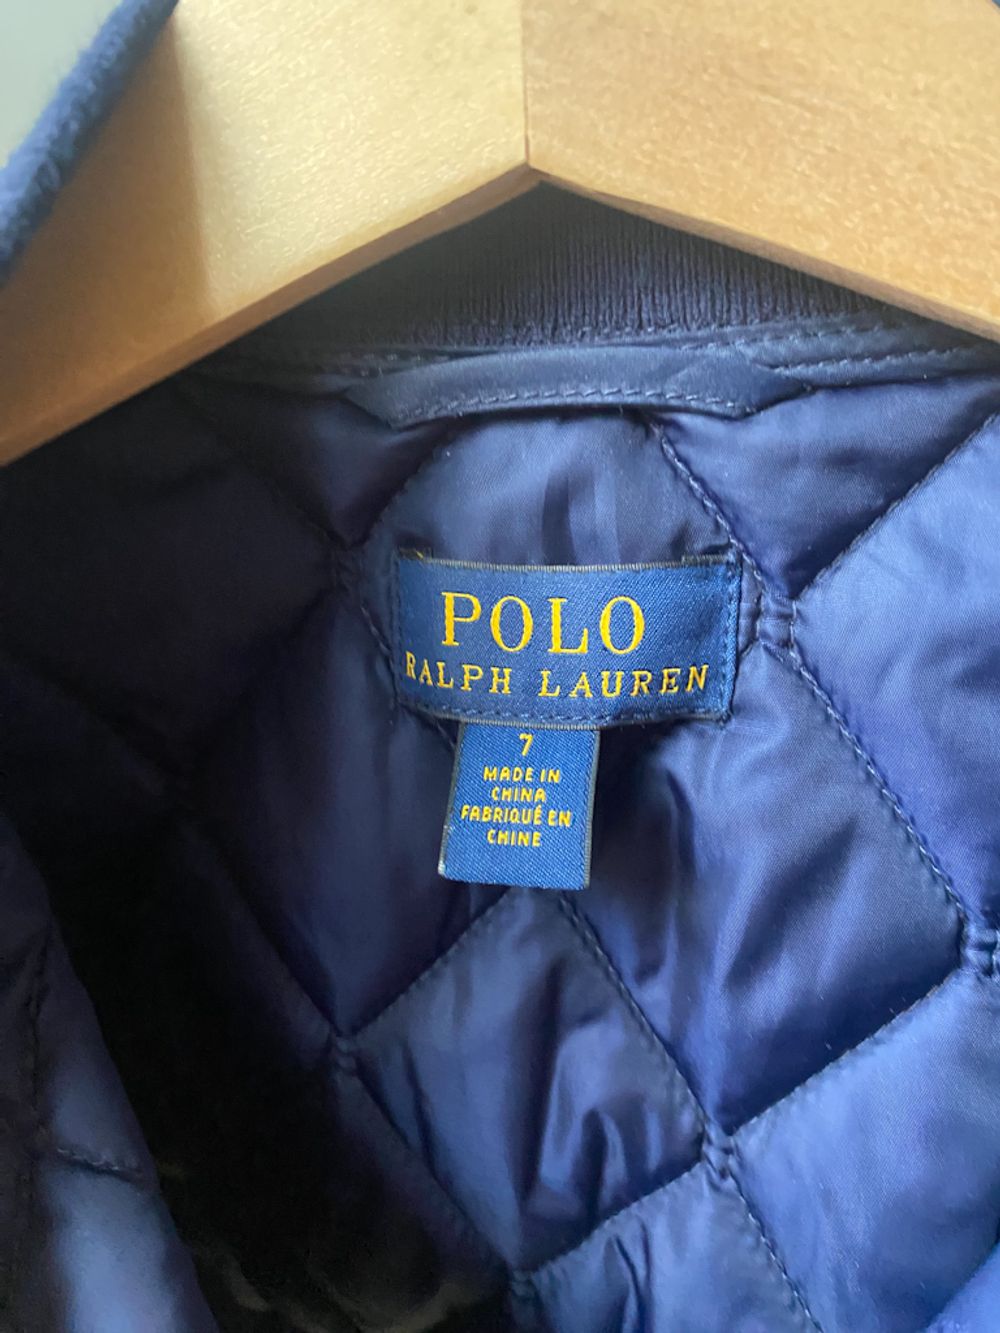 POLO
RALPH LAUREN
7
MADE IN
CHINA
FABRIQUÉ EN
CHINE